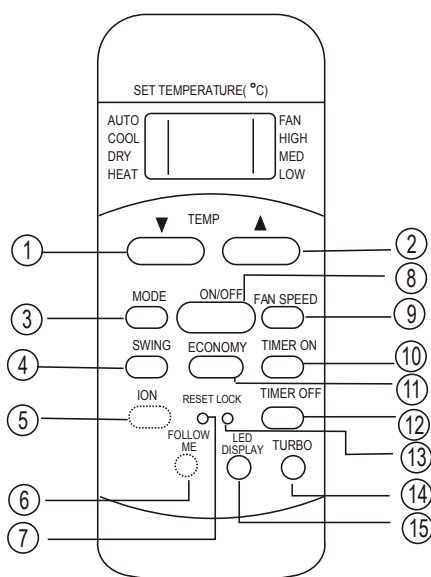 SET TEMPERATURE(°C)
AUTO FAN
COOL HIGH
DRY MED
HEAT LOW
▼ TEMP ▲
1 2
8
MODE ON/OFF FAN SPEED
3 9
SWING ECONOMY TIMER ON
4 10
11
ION RESET LOCK TIMER OFF
5 12
FOLLOW
ME
LED
DISPLAY
TURBO
13
6 14
7 15